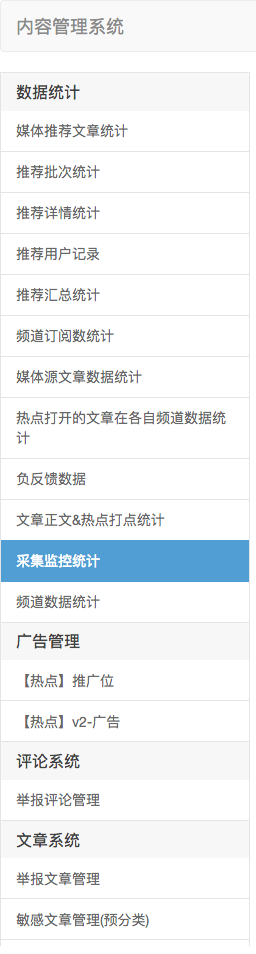 内容管理系统
数据统计
媒体推荐文章统计
推荐批次统计
推荐详情统计
推荐用户记录
推荐汇总统计
频道订阅数统计
媒体源文章数据统计
热点打开的文章在各自频道数据统
计
负反馈数据
文章正文&热点打点统计
采集监控统计
频道数据统计
广告管理
【热点】推广位
【热点】v2-广告
评论系统
举报评论管理
文章系统
举报文章管理
敏感文章管理(预分类)